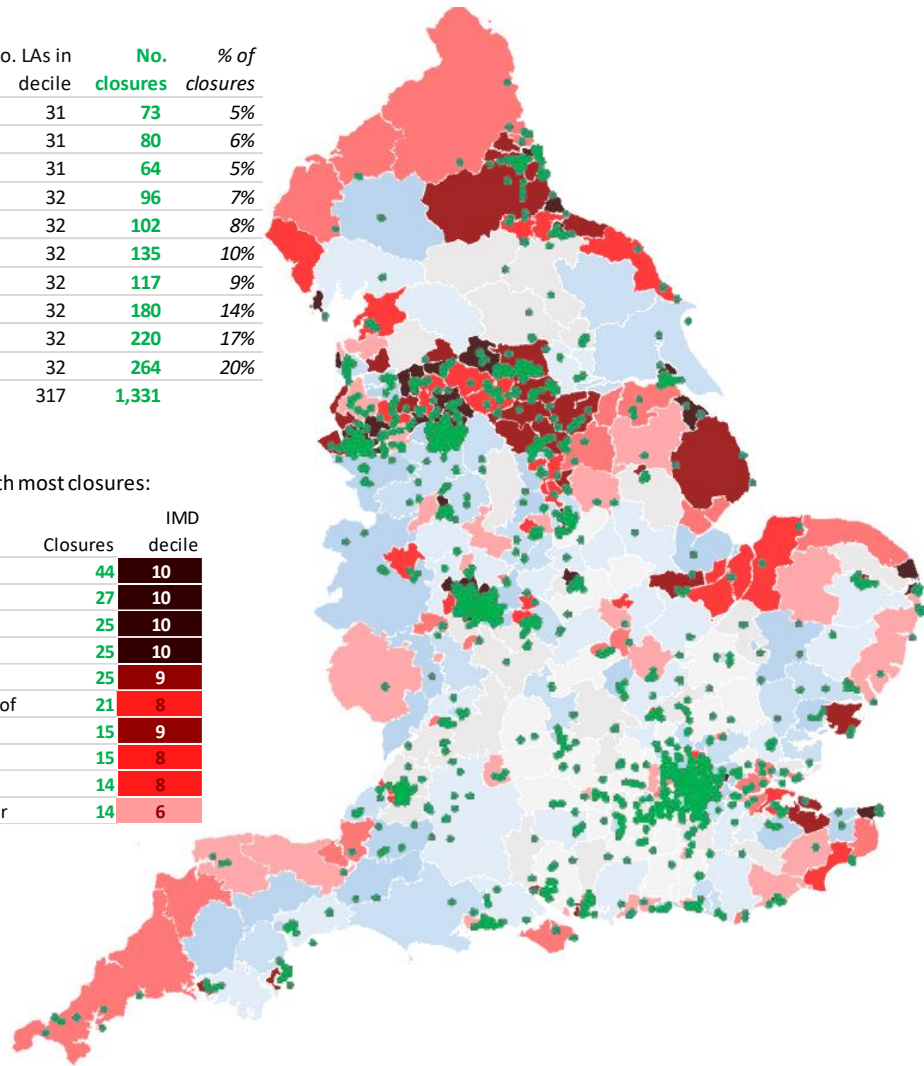 o. LAs in No. % of
decile closures closures
31 73 5%
31 80 6%
31 64 5%
32 96 7%
32 102 8%
32 135 10%
32 117 9%
32 180 14%
32 220 17%
32 264 20%
317 1,331
th most closures:
IMD
Closures decile
44 10
27 10
25 10
25 10
25 9
of 21 8
15 9
15 8
14 8
r 14 6